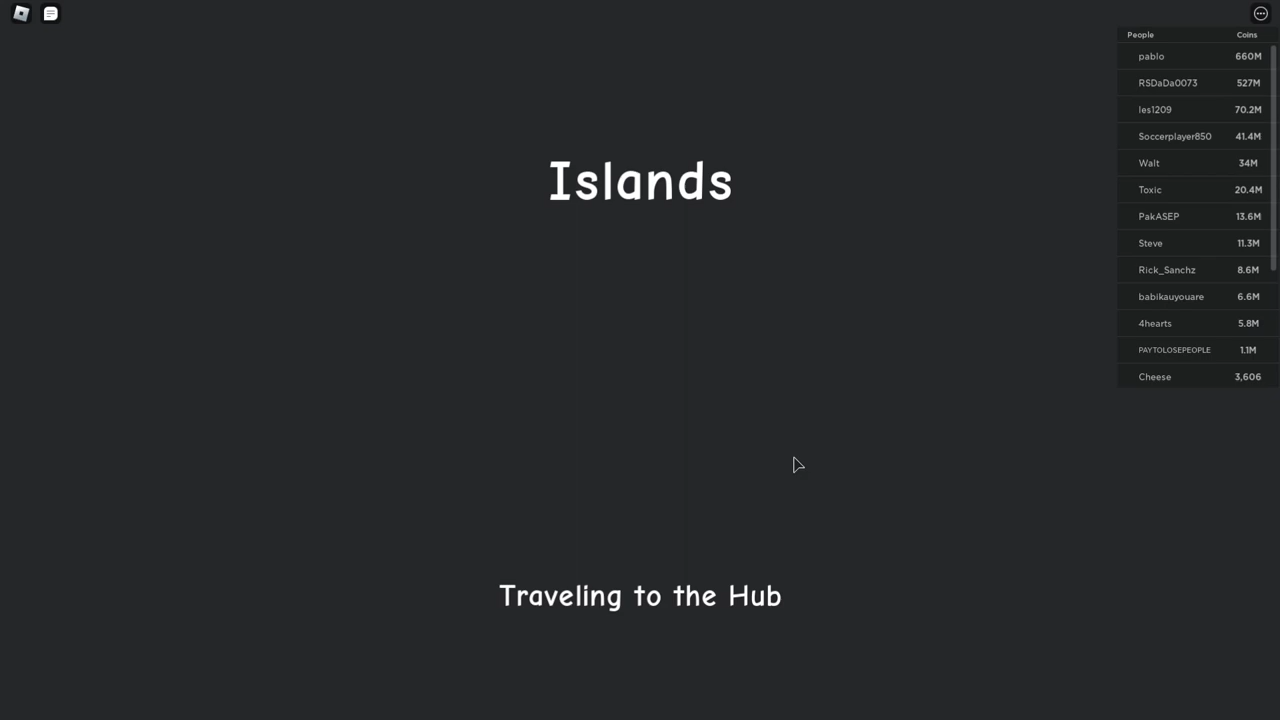 People Coins
pablo 660M
RSDaDa0073 527M
les1209 70.2M
Soccerplayer850 41.4M
Walt 34M
Toxic 20.4M
PakASEP 13.6M
Steve 11.3M
Rick_Sanchz 8.6M
babikauyouare 6.6M
4hearts 5.8M
PAYTOLOSEPEOPLE 1.1M
Cheese 3,606
Islands
Traveling to the Hub